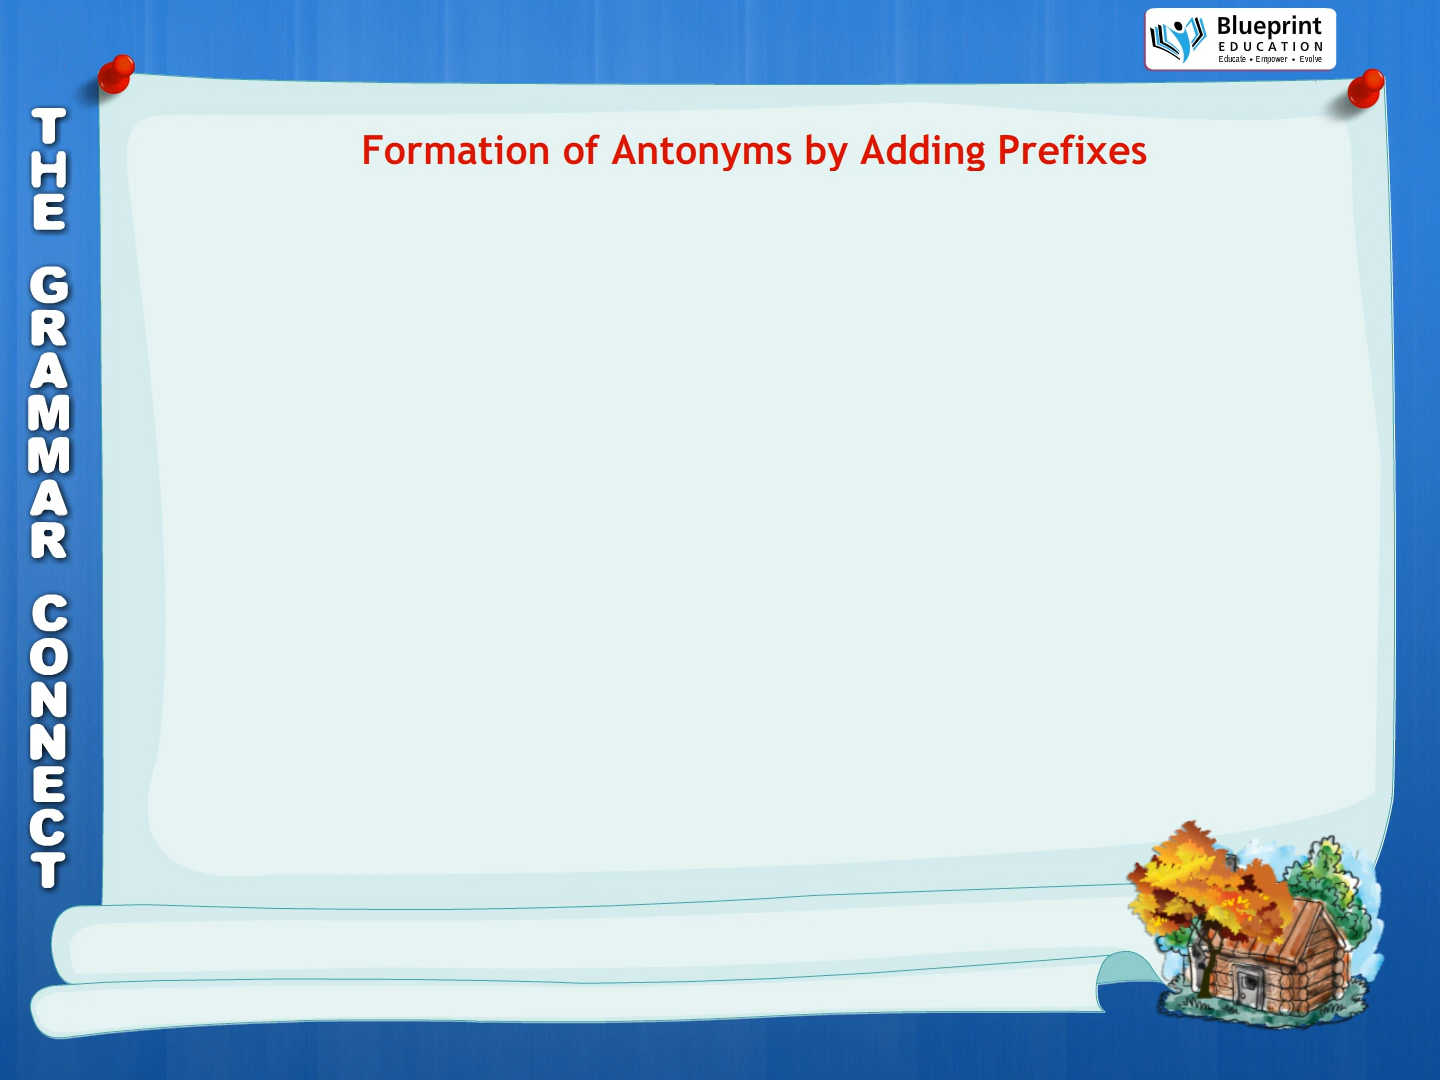 Blueprint
EDUCATION
Educate • Empower • Evolve
THE GRAMMAR CONNECT
Formation of Antonyms by Adding Prefixes